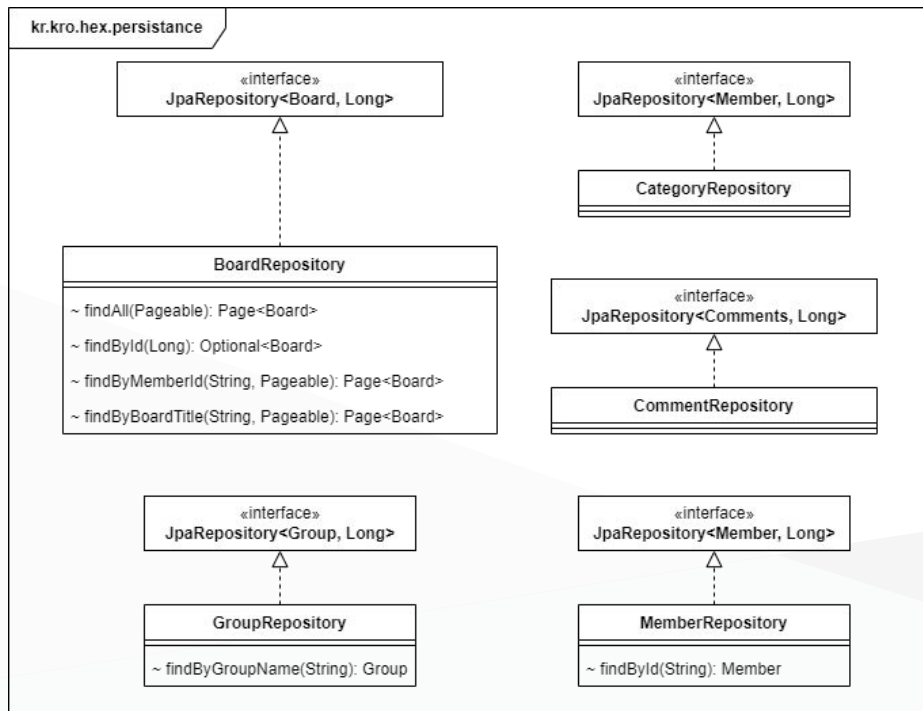 kr.kro.hex.persistance
«interface»
JpaRepository<Board, Long>
BoardRepository
~ findAll(Pageable): Page<Board>
~ findById(Long): Optional<Board>
~ findByMemberId(String, Pageable): Page<Board>
~ findByBoardTitle(String, Pageable): Page<Board>
«interface»
JpaRepository<Member, Long>
CategoryRepository
«interface»
JpaRepository<Comments, Long>
CommentRepository
«interface»
JpaRepository<Group, Long>
GroupRepository
~ findByGroupName(String): Group
«interface»
JpaRepository<Member, Long>
MemberRepository
~ findById(String): Member